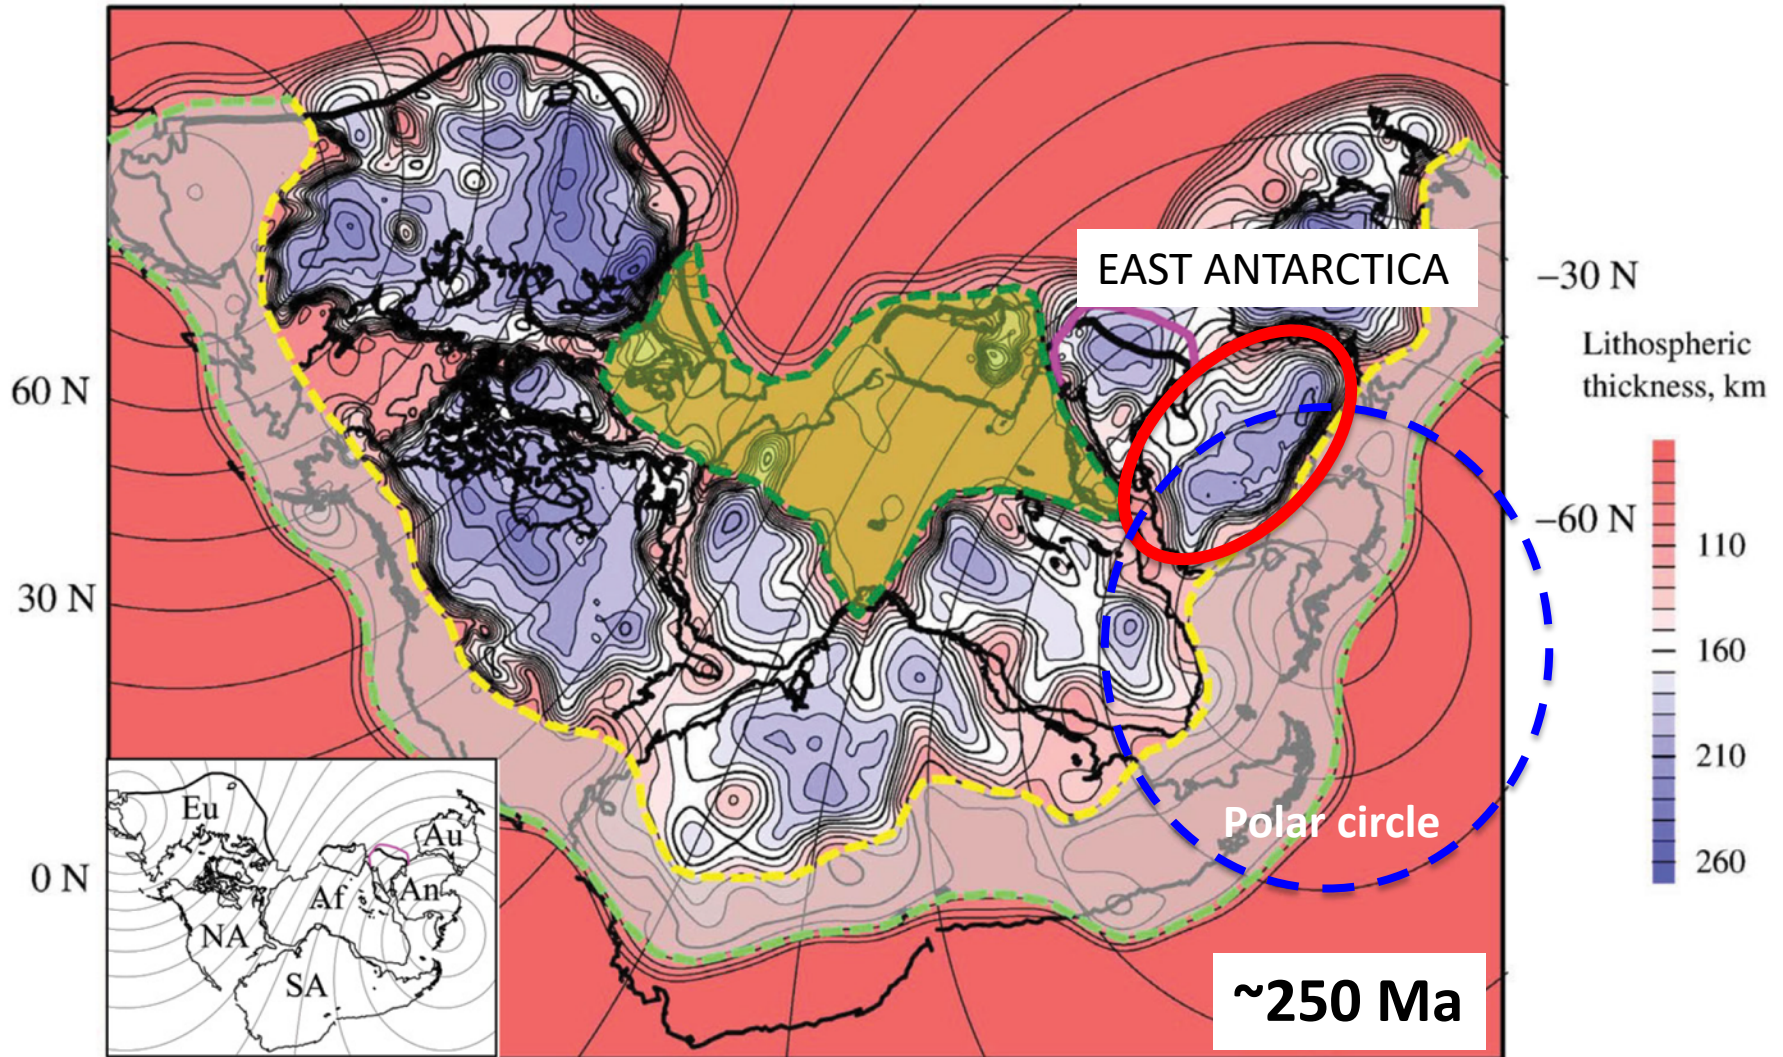 EAST ANTARCTICA
–30 N
Lithospheric
thickness, km
60 N
–60 N
110
30 N
160
210
Polar circle
260
0 N
~250 Ma
Eu
Au
Af
An
NA
SA